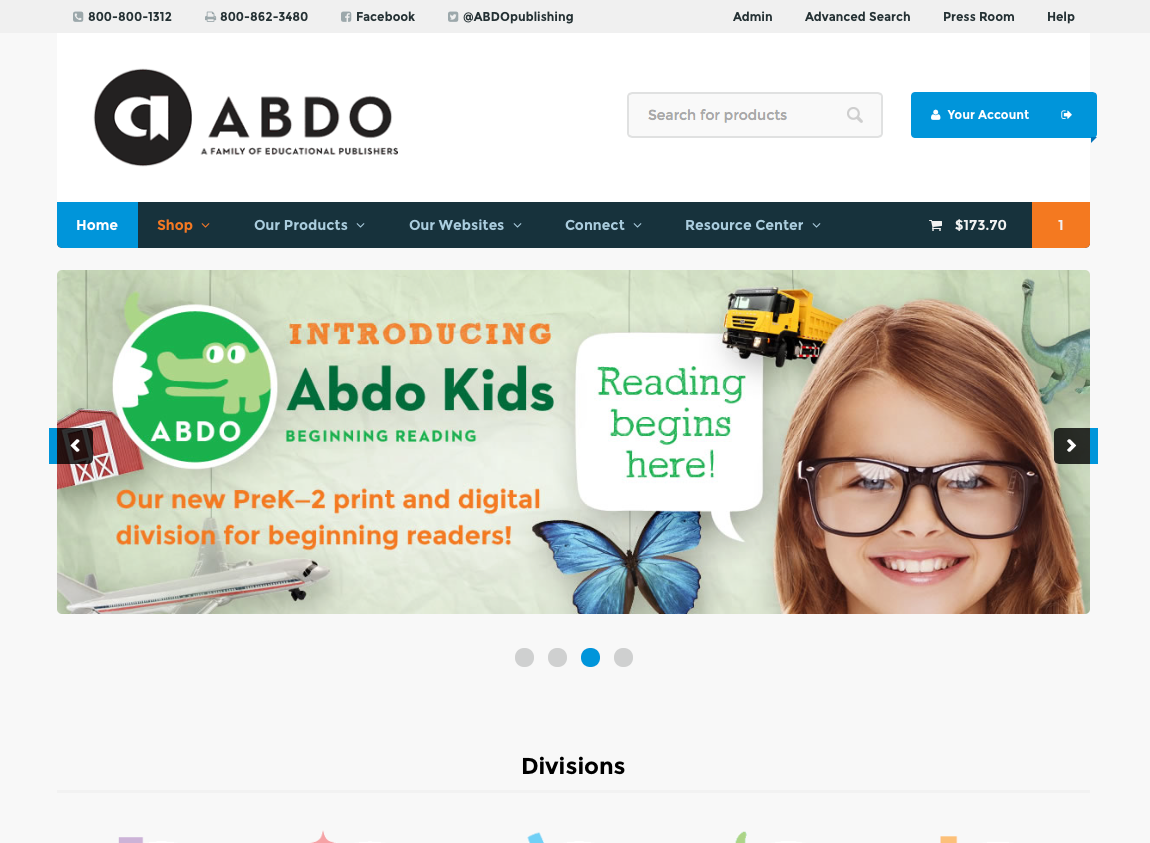 800-800-1312 800-862-3480 Facebook @ABDOpublishing Admin Advanced Search Press Room Help
ABDO
A FAMILY OF EDUCATIONAL PUBLISHERS
Search for products
Your Account
Home Shop Our Products Our Websites Connect Resource Center $173.70 1
INTRODUCING
Abdo Kids
BEGINNING READING
ABDO
Our new PreK–2 print and digital
division for beginning readers!
Reading
begins
here!
Divisions